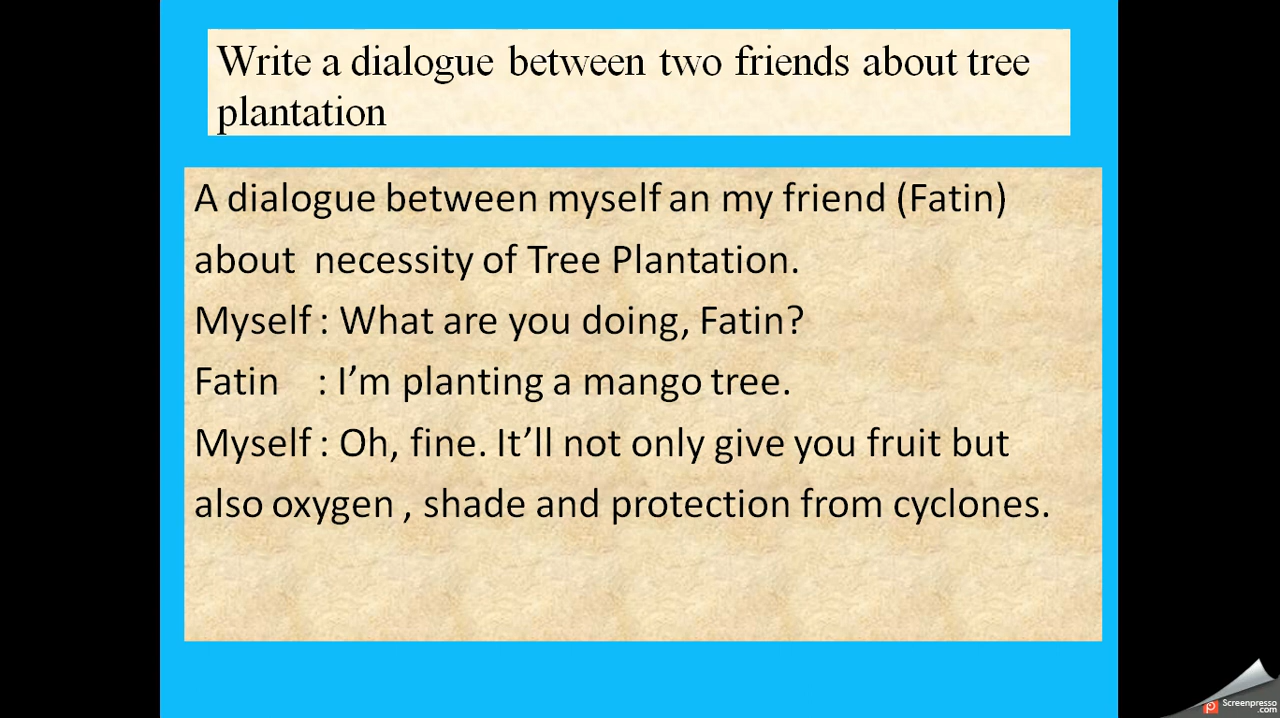 Write a dialogue between two friends about tree
plantation
A dialogue between myself an my friend (Fatin)
about necessity of Tree Plantation.
Myself : What are you doing, Fatin?
Fatin : I’m planting a mango tree.
Myself : Oh, fine. It’ll not only give you fruit but
also oxygen , shade and protection from cyclones.
Screenpresso
.com